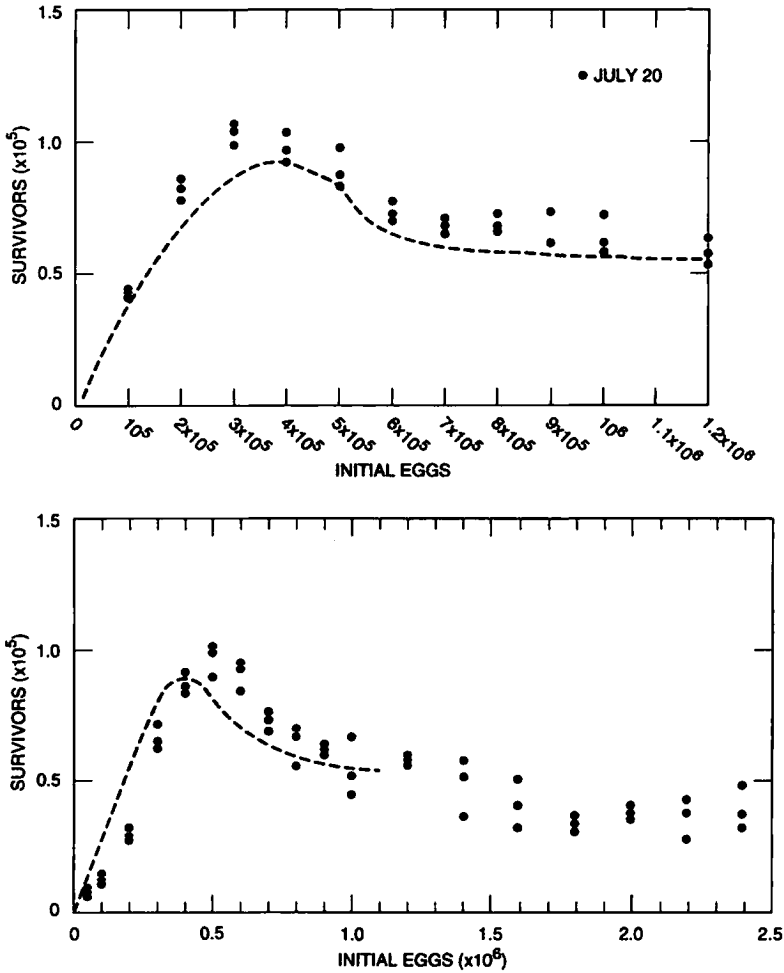 1.5
1.0
0.5
0
SURVIVORS (x10⁵)
● JULY 20
0 10⁵ 2x10⁵ 3x10⁵ 4x10⁵ 5x10⁵ 6x10⁵ 7x10⁵ 8x10⁵ 9x10⁵ 10⁶ 1.1x10⁶ 1.2x10⁶
INITIAL EGGS
1.5
1.0
0.5
0
SURVIVORS (x10⁵)
0 0.5 1.0 1.5 2.0 2.5
INITIAL EGGS (x10⁶)